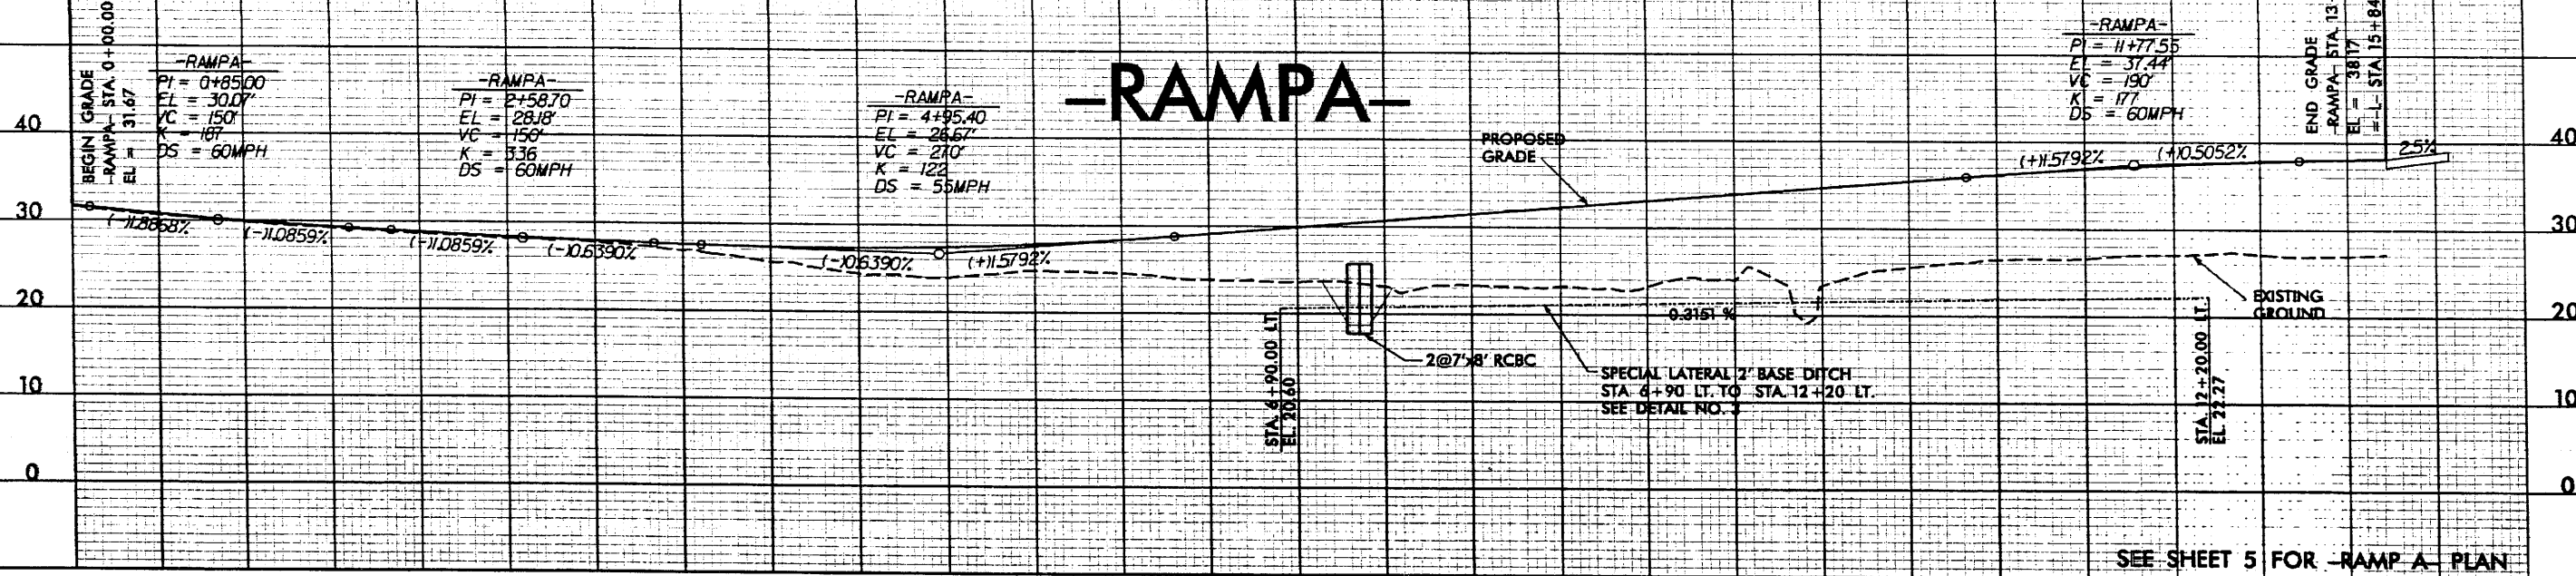 BEGIN GRADE
-RAMPA- STA. 0+00.00
EL = 31.67
-RAMPA-
PI = 0+85.00
EL = 30.07'
VC = 150'
K = 187
DS = 60MPH
-RAMPA-
PI = 2+58.70
EL = 28.18'
VC = 150'
K = 336
DS = 60MPH
-RAMPA-
PI = 4+95.40
EL = 26.67'
VC = 270'
K = 122
DS = 55MPH
-RAMPA-
PROPOSED
GRADE
-RAMPA-
PI = 11+77.55
EL = 37.44'
VC = 190'
K = 177
DS = 60MPH
END GRADE
-RAMPA- STA. 13
EL = 38.17
=-L- STA. 15+84
40
30
20
10
0
40
30
20
10
0
(-)1.8868%
(-)1.0859%
(-)1.0859%
(-)0.6390%
(-)0.6390%
(+)1.5792%
(+)1.5792%
(+)0.5052%
2.5%
0.3151 %
EXISTING
GROUND
STA. 6+90.00 LT.
EL. 20.60
2@7'x8' RCBC
SPECIAL LATERAL 2' BASE DITCH
STA. 6+90 LT. TO STA. 12+20 LT.
SEE DETAIL NO. 3
STA. 12+20.00 LT.
EL. 22.27
SEE SHEET 5 FOR -RAMP A- PLAN